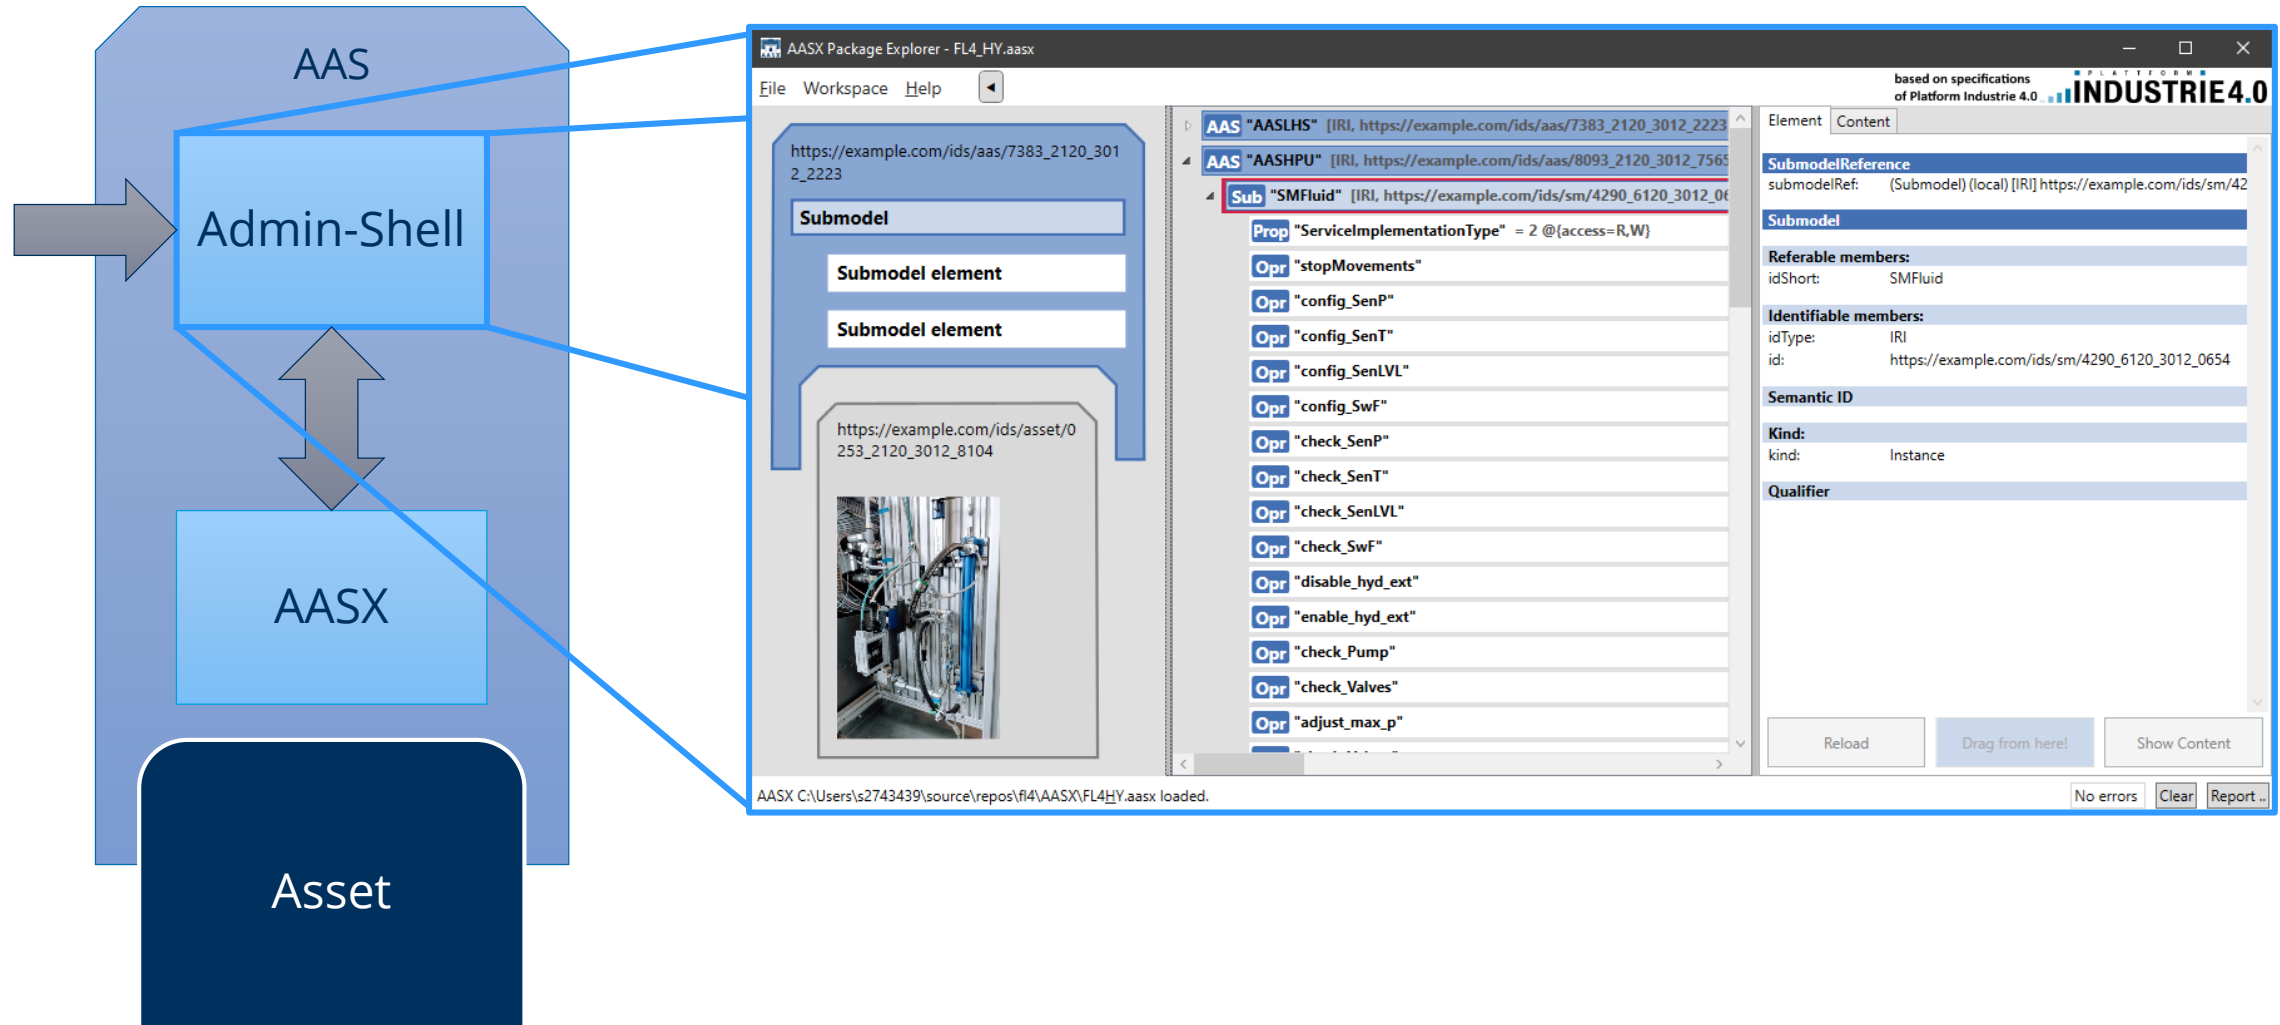 AAS
Admin-Shell
AASX
Asset
AASX Package Explorer - FL4_HY.aasx
File Workspace Help
based on specifications
of Platform Industrie 4.0
PLATTFORM
INDUSTRIE4.0
https://example.com/ids/aas/7383_2120_301
2_2223
Submodel
Submodel element
Submodel element
https://example.com/ids/asset/0
253_2120_3012_8104
AAS "AASLHS" [IRI, https://example.com/ids/aas/7383_2120_3012_2223
AAS "AASHPU" [IRI, https://example.com/ids/aas/8093_2120_3012_7565
Sub "SMFluid" [IRI, https://example.com/ids/sm/4290_6120_3012_06
Prop "ServiceImplementationType" = 2 @{access=R,W}
Opr "stopMovements"
Opr "config_SenP"
Opr "config_SenT"
Opr "config_SenLVL"
Opr "config_SwF"
Opr "check_SenP"
Opr "check_SenT"
Opr "check_SenLVL"
Opr "check_SwF"
Opr "disable_hyd_ext"
Opr "enable_hyd_ext"
Opr "check_Pump"
Opr "check_Valves"
Opr "adjust_max_p"
Element Content
SubmodelReference
submodelRef: (Submodel) (local) [IRI] https://example.com/ids/sm/42
Submodel
Referable members:
idShort: SMFluid
Identifiable members:
idType: IRI
id: https://example.com/ids/sm/4290_6120_3012_0654
Semantic ID
Kind:
kind: Instance
Qualifier
Reload Drag from here! Show Content
AASX C:\Users\s2743439\source\repos\fl4\AASX\FL4HY.aasx loaded.
No errors Clear Report ..